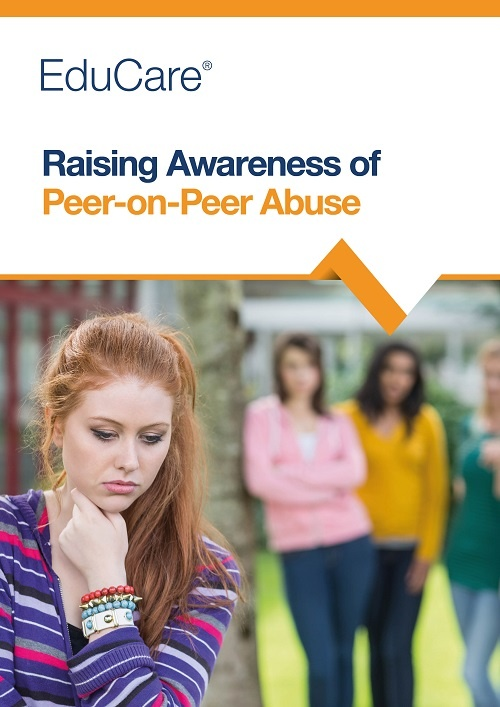 EduCare®
Raising Awareness of
Peer-on-Peer Abuse